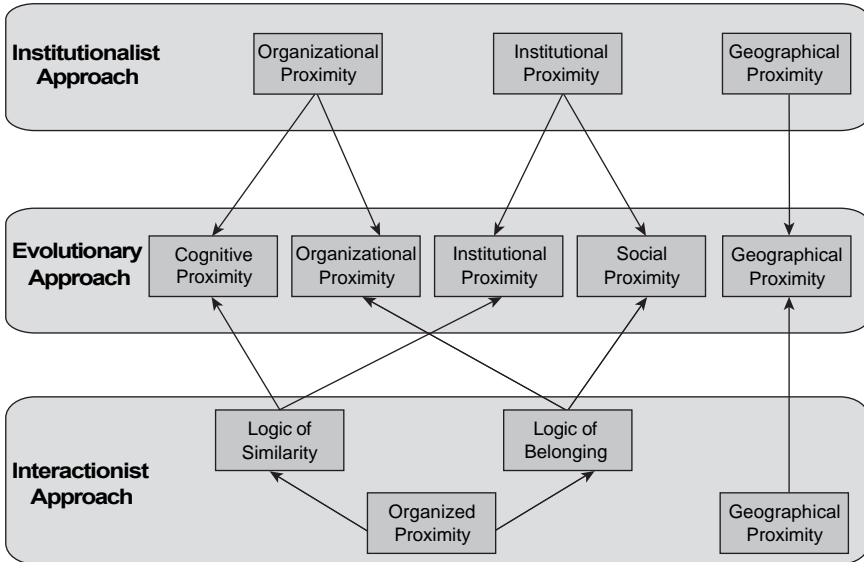 Institutionalist
Approach
Organizational
Proximity
Institutional
Proximity
Geographical
Proximity
Evolutionary
Approach
Cognitive
Proximity
Organizational
Proximity
Institutional
Proximity
Social
Proximity
Geographical
Proximity
Interactionist
Approach
Logic of
Similarity
Logic of
Belonging
Organized
Proximity
Geographical
Proximity